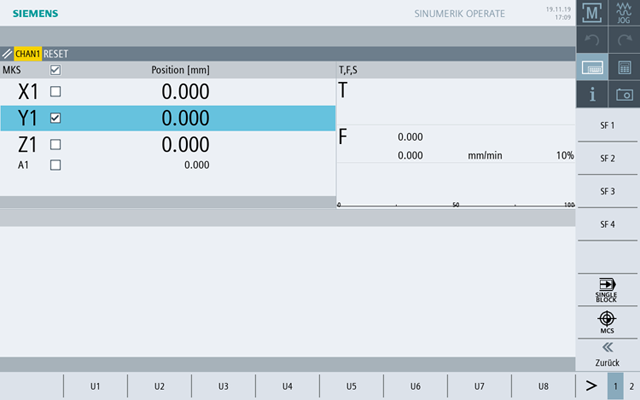 SIEMENS
SINUMERIK OPERATE
19.11.19
17:09
M
JOG
CHAN1 RESET
MKS Position [mm] T,F,S
X1 0.000 T
Y1 0.000
Z1 0.000 F 0.000
A1 0.000 0.000 mm/min 10%
0 50 100
i
SF 1
SF 2
SF 3
SF 4
SINGLE
BLOCK
MCS
Zurück
U1 U2 U3 U4 U5 U6 U7 U8 > 1 2